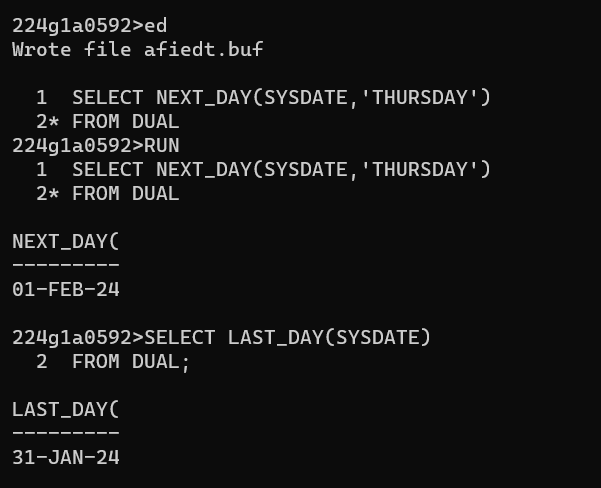 224g1a0592>ed
Wrote file afiedt.buf

  1  SELECT NEXT_DAY(SYSDATE,'THURSDAY')
  2* FROM DUAL
224g1a0592>RUN
  1  SELECT NEXT_DAY(SYSDATE,'THURSDAY')
  2* FROM DUAL

NEXT_DAY(
---------
01-FEB-24

224g1a0592>SELECT LAST_DAY(SYSDATE)
  2  FROM DUAL;

LAST_DAY(
---------
31-JAN-24